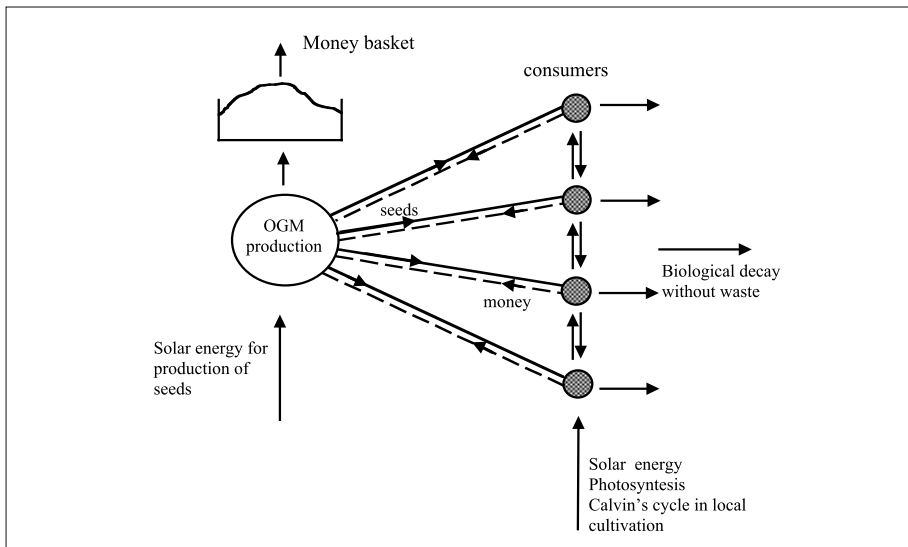 Money basket
consumers
seeds
OGM
production
money
Biological decay
without waste
Solar energy for
production of
seeds
Solar energy
Photosyntesis
Calvin's cycle in local
cultivation